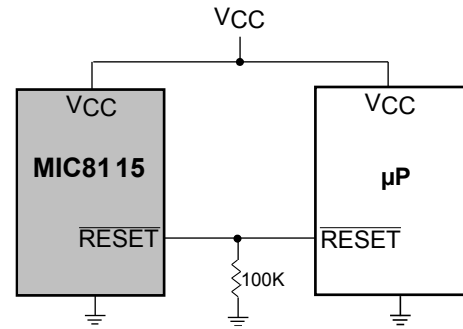 VCC
VCC
VCC
MIC8115
µP
RESET
RESET
100K